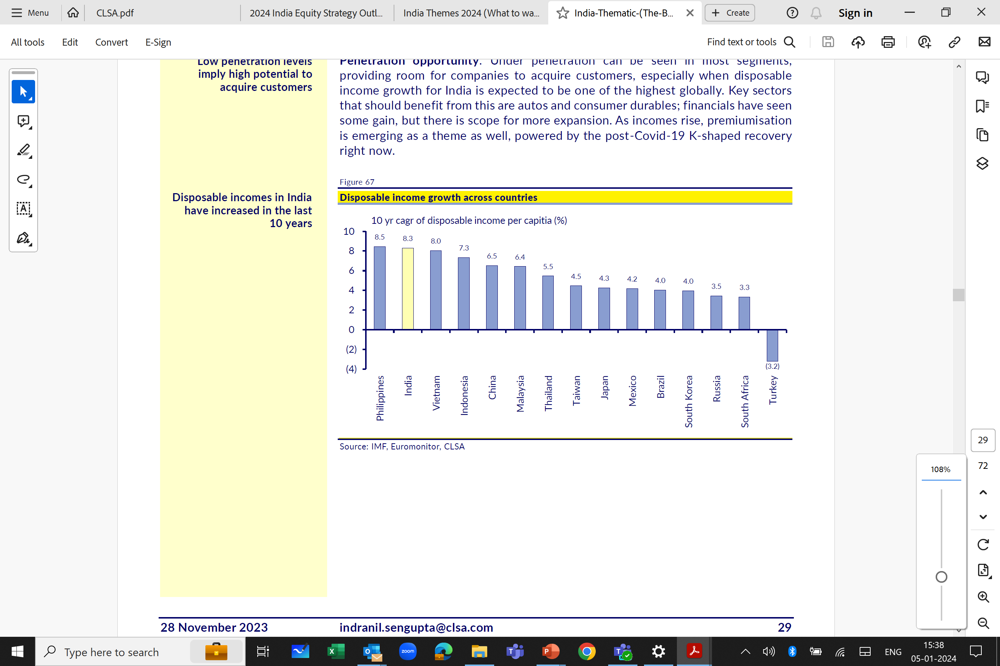 Menu
CLSA.pdf
2024 India Equity Strategy Outl...
India Themes 2024 (What to wa...
India-Thematic-(The-B...
Create
Sign in
All tools
Edit
Convert
E-Sign
Find text or tools
Low penetration levels
imply high potential to
acquire customers
Penetration opportunity. Under penetration can be seen in most segments,
providing room for companies to acquire customers, especially when disposable
income growth for India is expected to be one of the highest globally. Key sectors
that should benefit from this are autos and consumer durables; financials have seen
some gain, but there is scope for more expansion. As incomes rise, premiumisation
is emerging as a theme as well, powered by the post-Covid-19 K-shaped recovery
right now.
Figure 67
Disposable incomes in India
have increased in the last
10 years
Disposable income growth across countries
10 yr cagr of disposable income per capitia (%)
10
8
6
4
2
0
(2)
(4)
8.5
8.3
8.0
7.3
6.5
6.4
5.5
4.5
4.3
4.2
4.0
4.0
3.5
3.3
(3.2)
Philippines
India
Vietnam
Indonesia
China
Malaysia
Thailand
Taiwan
Japan
Mexico
Brazil
South Korea
Russia
South Africa
Turkey
Source: IMF, Euromonitor, CLSA
29
72
108%
28 November 2023
indranil.sengupta@clsa.com
29
Type here to search
zoom
ENG
15:38
05-01-2024